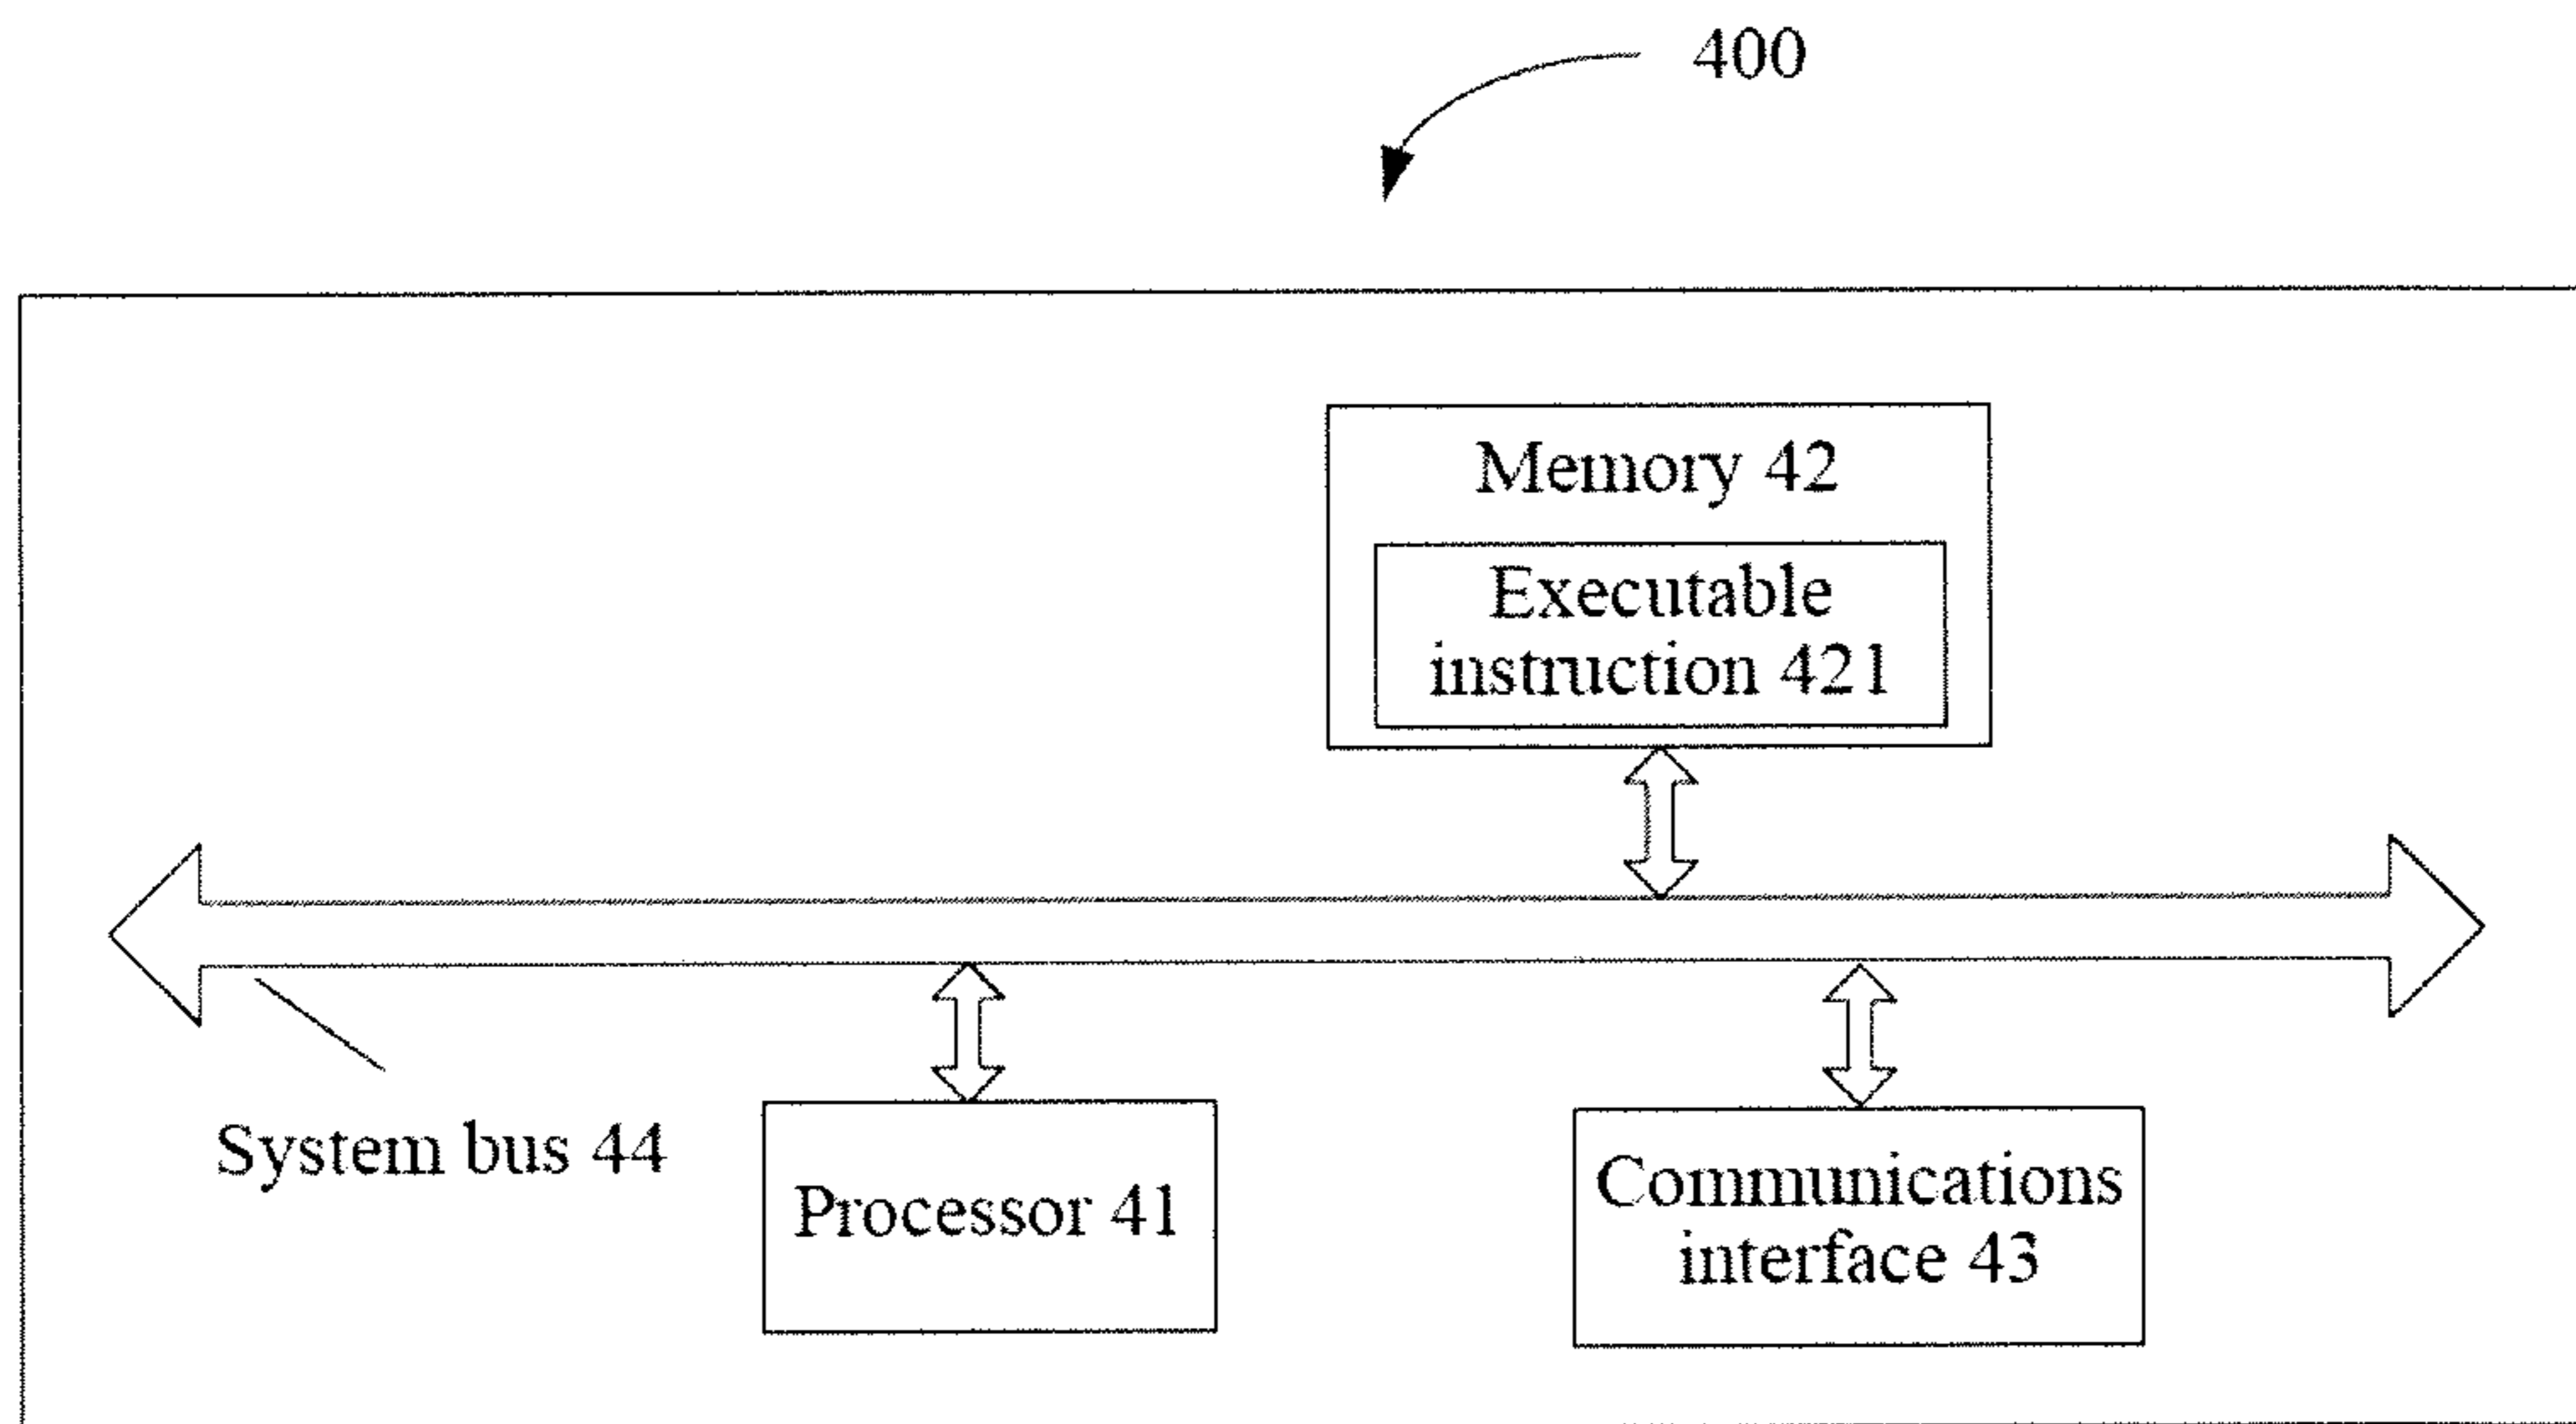 400
Memory 42
Executable
instruction 421
System bus 44
Processor 41
Communications
interface 43